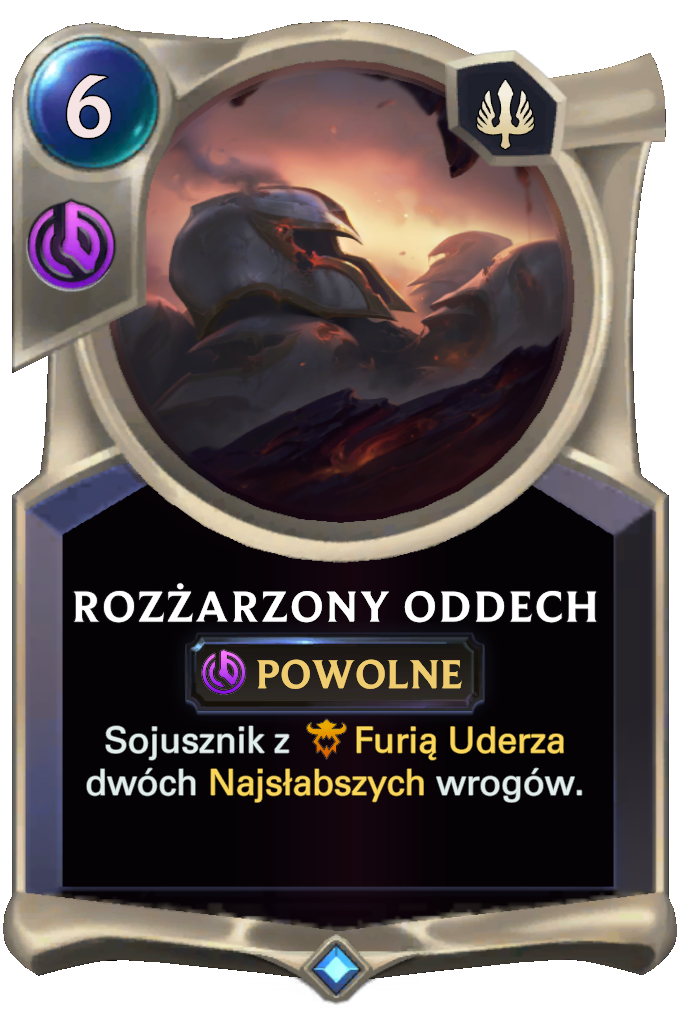 6
ROZŻARZONY ODDECH
POWOLNE
Sojusznik z Furią Uderza
dwóch Najsłabszych wrogów.